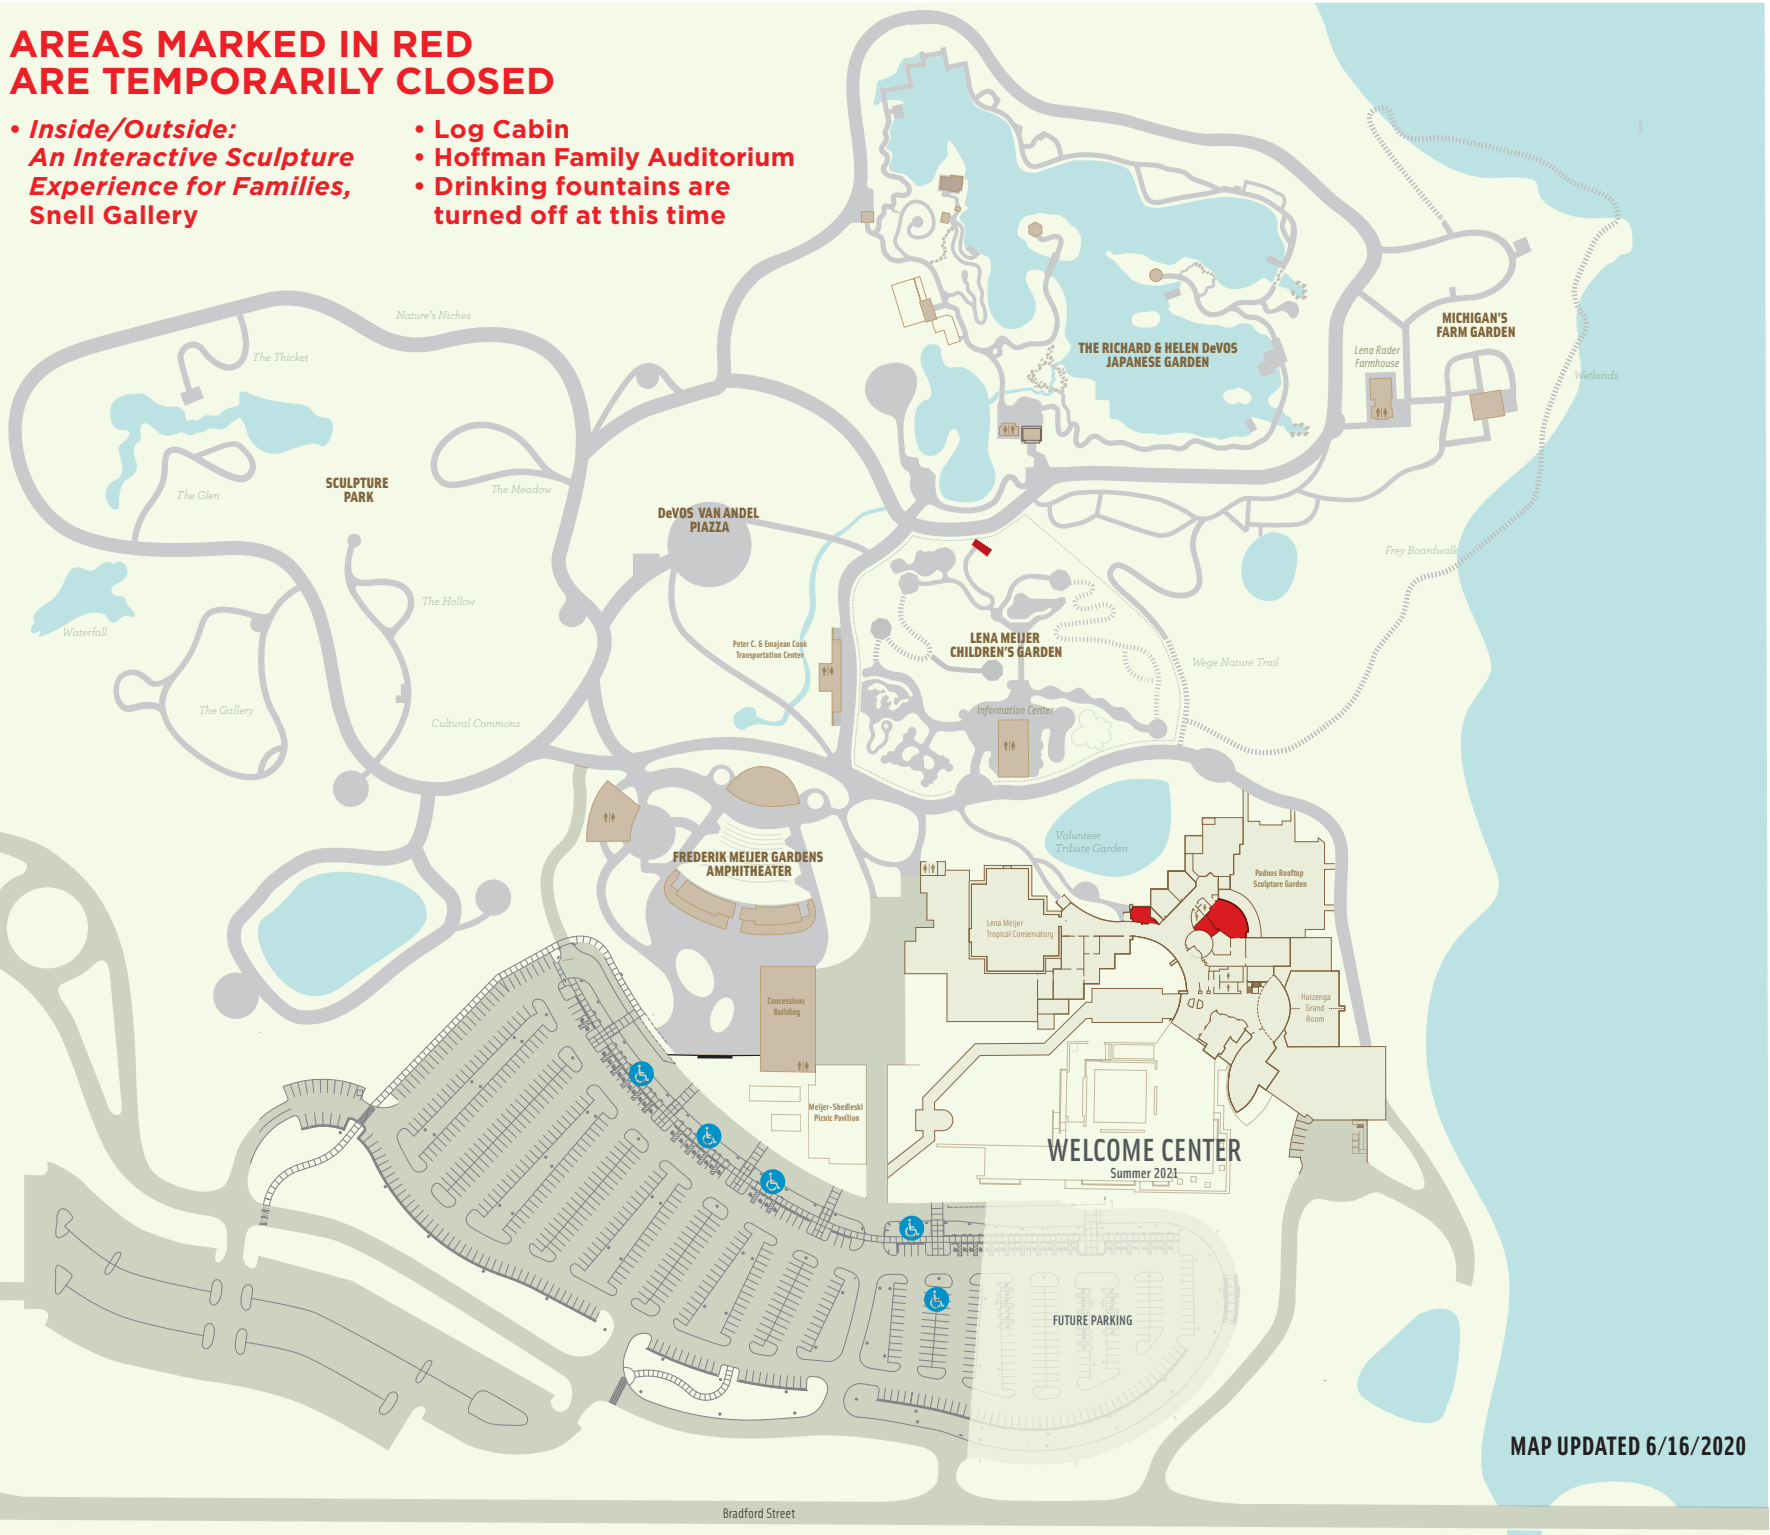 AREAS MARKED IN RED
ARE TEMPORARILY CLOSED
• Inside/Outside:
An Interactive Sculpture
Experience for Families,
Snell Gallery
• Log Cabin
• Hoffman Family Auditorium
• Drinking fountains are
turned off at this time
Nature's Niches
The Thicket
THE RICHARD & HELEN DeVOS
JAPANESE GARDEN
MICHIGAN'S
FARM GARDEN
Lena Rader
Farmhouse
Wetlands
SCULPTURE
PARK
The Glen
The Meadow
DeVOS VAN ANDEL
PIAZZA
Frey Boardwalk
The Hollow
Waterfall
Peter C. & Emajean Cook
Transportation Center
LENA MEIJER
CHILDREN'S GARDEN
Wege Nature Trail
The Gallery
Cultural Commons
Information Center
Volunteer
Tribute Garden
FREDERIK MEIJER GARDENS
AMPHITHEATER
Padnos Rooftop
Sculpture Garden
Lena Meijer
Tropical Conservatory
Concessions
Building
Huizenga
Grand
Room
Meijer-Shedleski
Picnic Pavilion
WELCOME CENTER
Summer 2021
FUTURE PARKING
MAP UPDATED 6/16/2020
Bradford Street